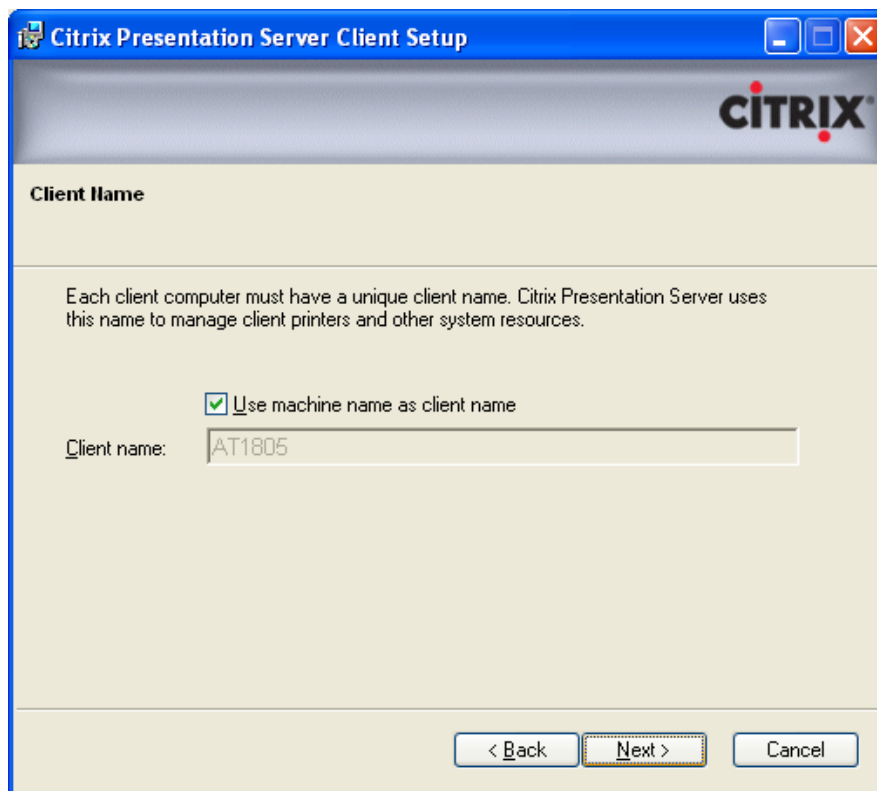 Citrix Presentation Server Client Setup
CITRIX®
Client Name
Each client computer must have a unique client name. Citrix Presentation Server uses
this name to manage client printers and other system resources.
Use machine name as client name
Client name: AT1805
< Back Next > Cancel